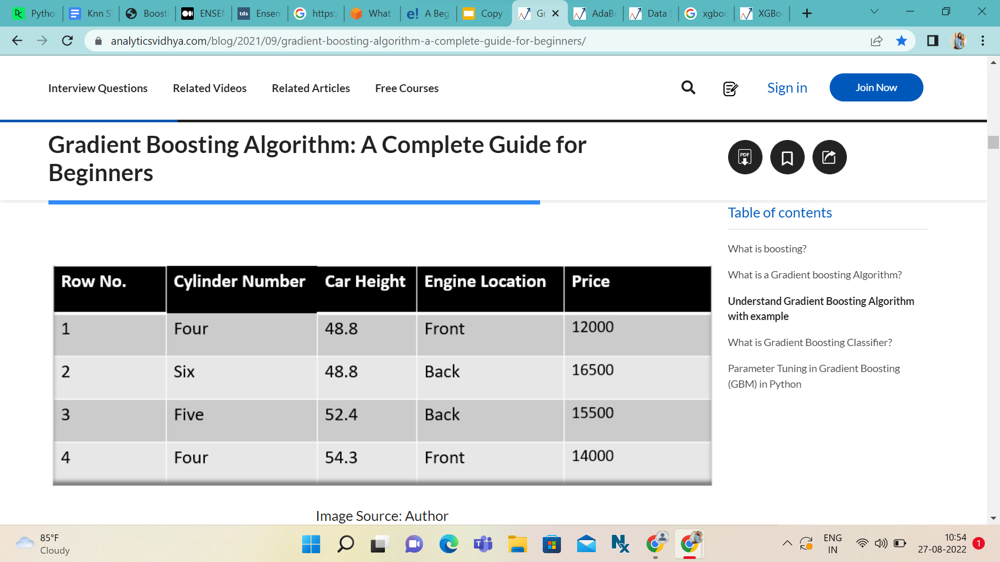 Pytho
Knn S
Boosti
ENSEM
tds
Ensem
https:/
What
e!
A Beg
Copy
Gr
AdaB
Data
xgboo
XGBo
analyticsvidhya.com/blog/2021/09/gradient-boosting-algorithm-a-complete-guide-for-beginners/
Interview Questions
Related Videos
Related Articles
Free Courses
Sign in
Join Now
Gradient Boosting Algorithm: A Complete Guide for
Beginners
PDF
Table of contents
What is boosting?
What is a Gradient boosting Algorithm?
Understand Gradient Boosting Algorithm
with example
What is Gradient Boosting Classifier?
Parameter Tuning in Gradient Boosting
(GBM) in Python
Row No. Cylinder Number Car Height Engine Location Price
1 Four 48.8 Front 12000
2 Six 48.8 Back 16500
3 Five 52.4 Back 15500
4 Four 54.3 Front 14000
Image Source: Author
85°F
Cloudy
ENG
IN
10:54
27-08-2022
1